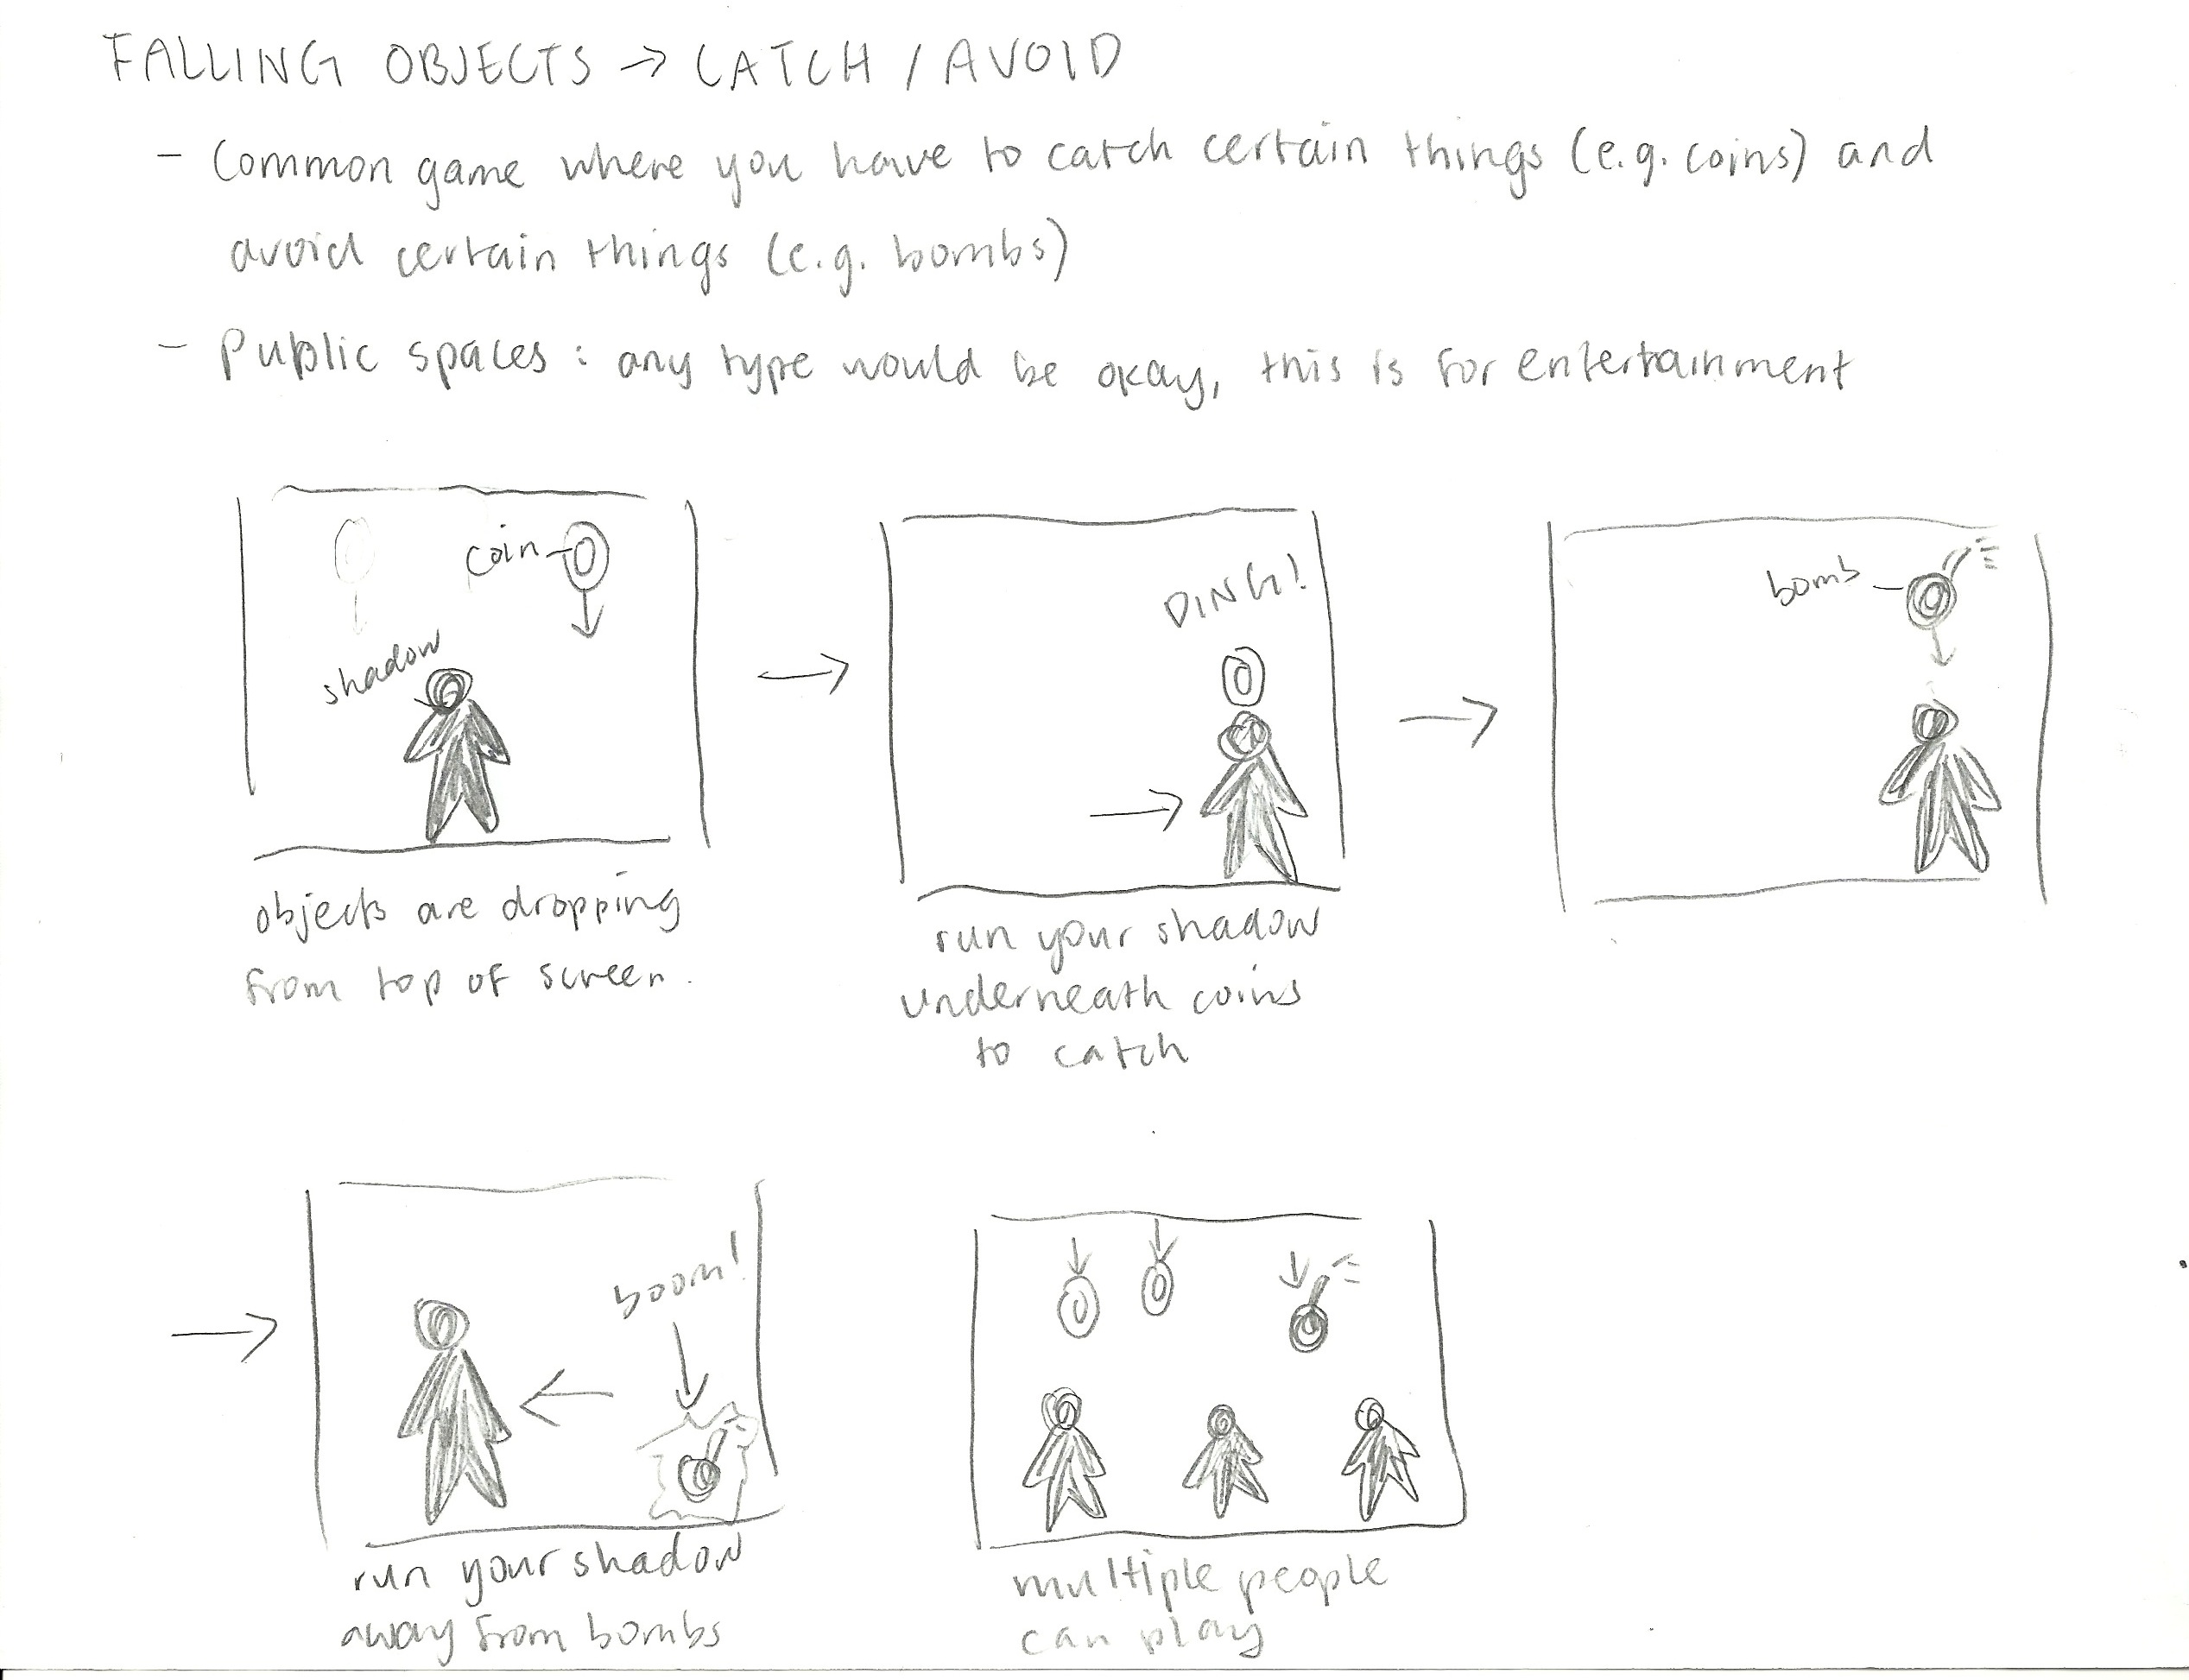 FALLING OBJECTS → CATCH / AVOID
- Common game where you have to catch certain things (e.g. coins) and
avoid certain things (e.g. bombs)
- Public spaces : any type would be okay, this is for entertainment
coin
shadow
objects are dropping
from top of screen.
DING!
run your shadow
underneath coins
to catch
bomb
boom!
run your shadow
away from bombs
multiple people
can play